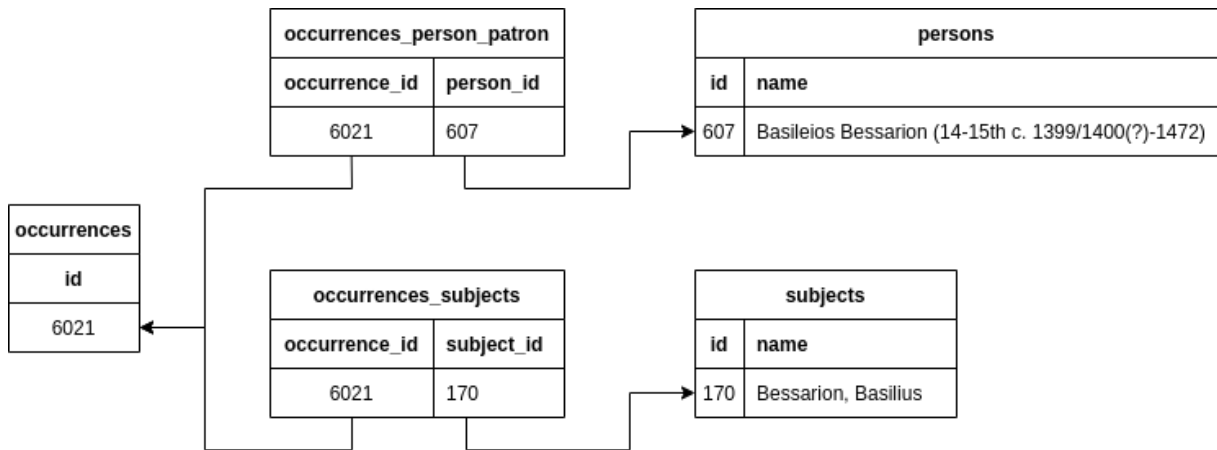 occurrences_person_patron
occurrence_id person_id
6021 607
persons
id name
607 Basileios Bessarion (14-15th c. 1399/1400(?)-1472)
occurrences
id
6021
occurrences_subjects
occurrence_id subject_id
6021 170
subjects
id name
170 Bessarion, Basilius